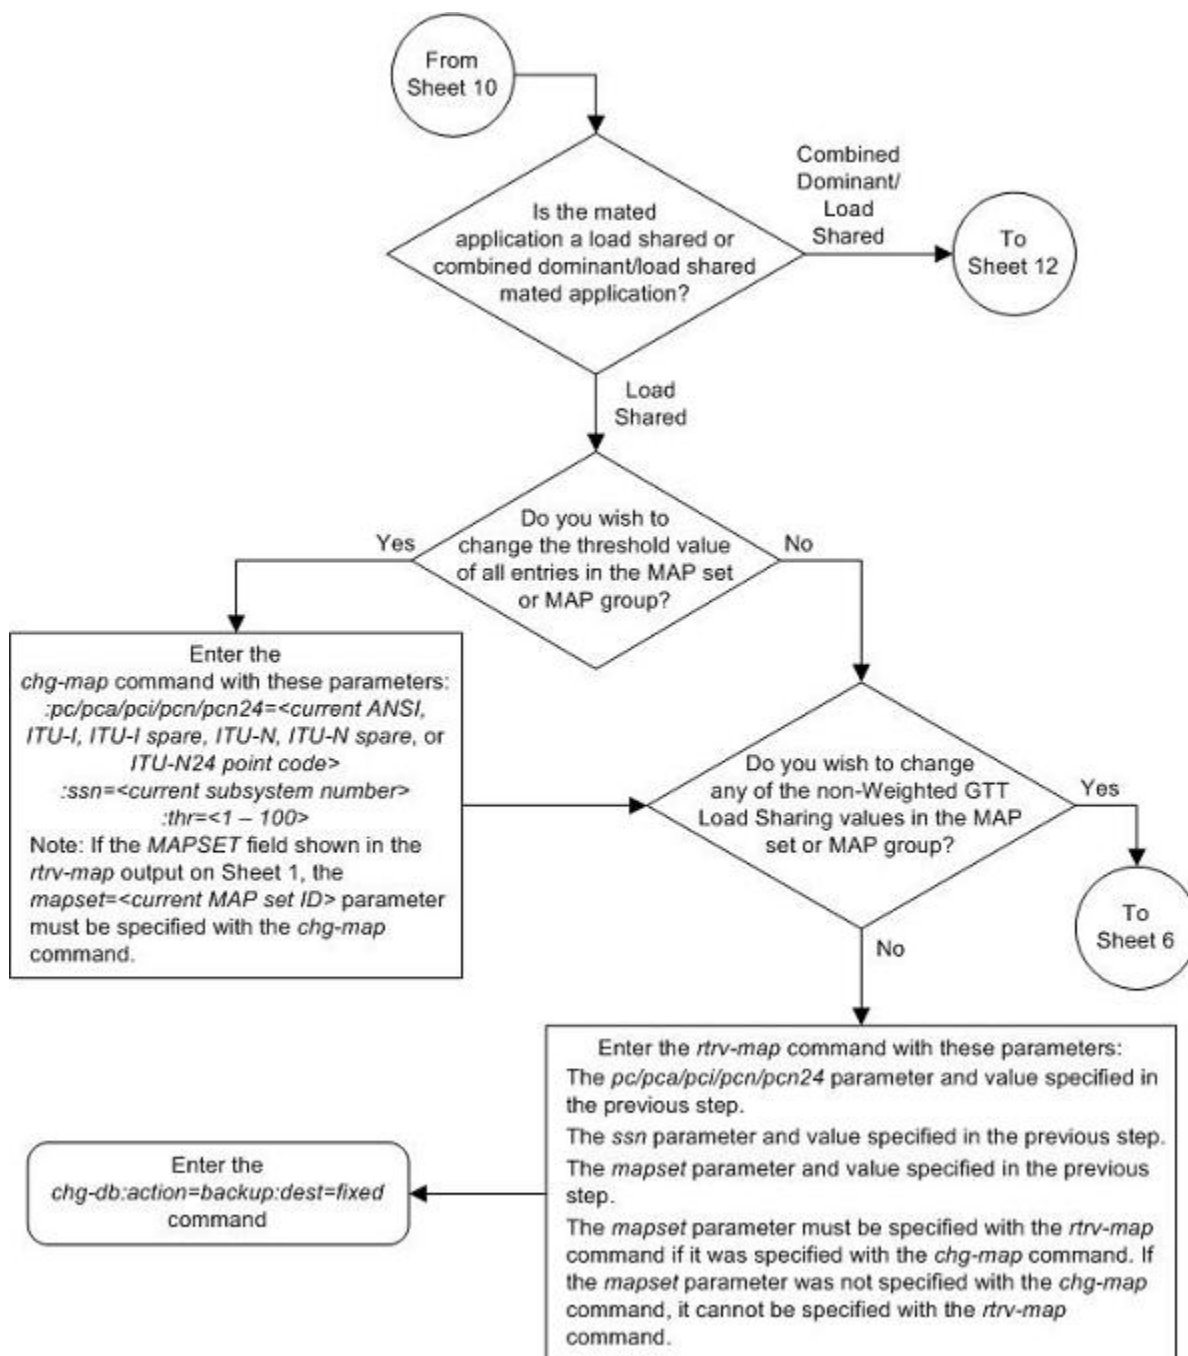 From
Sheet 10
Combined
Dominant/
Load
Shared
Is the mated
application a load shared or
combined dominant/load shared
mated application?
To
Sheet 12
Load
Shared
Do you wish to
change the threshold value
of all entries in the MAP set
or MAP group?
Yes
No
Enter the
chg-map command with these parameters:
:pc/pca/pci/pcn/pcn24=<current ANSI,
ITU-I, ITU-I spare, ITU-N, ITU-N spare, or
ITU-N24 point code>
:ssn=<current subsystem number>
:thr=<1 – 100>
Note: If the MAPSET field shown in the
rtrv-map output on Sheet 1, the
mapset=<current MAP set ID> parameter
must be specified with the chg-map
command.
Do you wish to change
any of the non-Weighted GTT
Load Sharing values in the MAP
set or MAP group?
Yes
To
Sheet 6
No
Enter the rtrv-map command with these parameters:
The pc/pca/pci/pcn/pcn24 parameter and value specified in
the previous step.
The ssn parameter and value specified in the previous step.
The mapset parameter and value specified in the previous
step.
The mapset parameter must be specified with the rtrv-map
command if it was specified with the chg-map command. If
the mapset parameter was not specified with the chg-map
command, it cannot be specified with the rtrv-map
command.
Enter the
chg-db:action=backup:dest=fixed
command